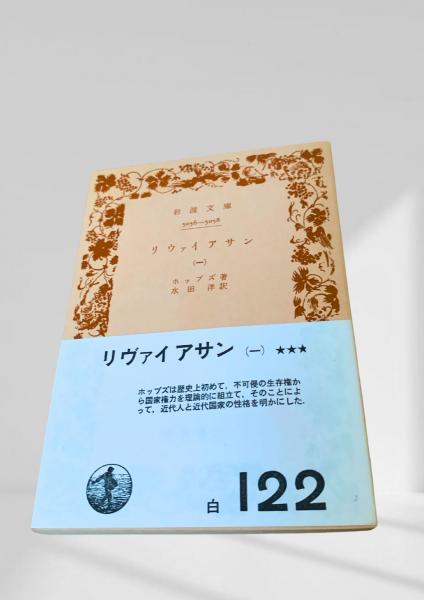 岩波文庫
5056—5058
リヴァイアサン
(一)
ホッブズ著
水田洋訳
リヴァイアサン (一) ★★★
ホッブズは歴史上初めて，不可侵の生存権か
ら国家権力を理論的に組立て，そのことによ
って，近代人と近代国家の性格を明かにした．
白 122